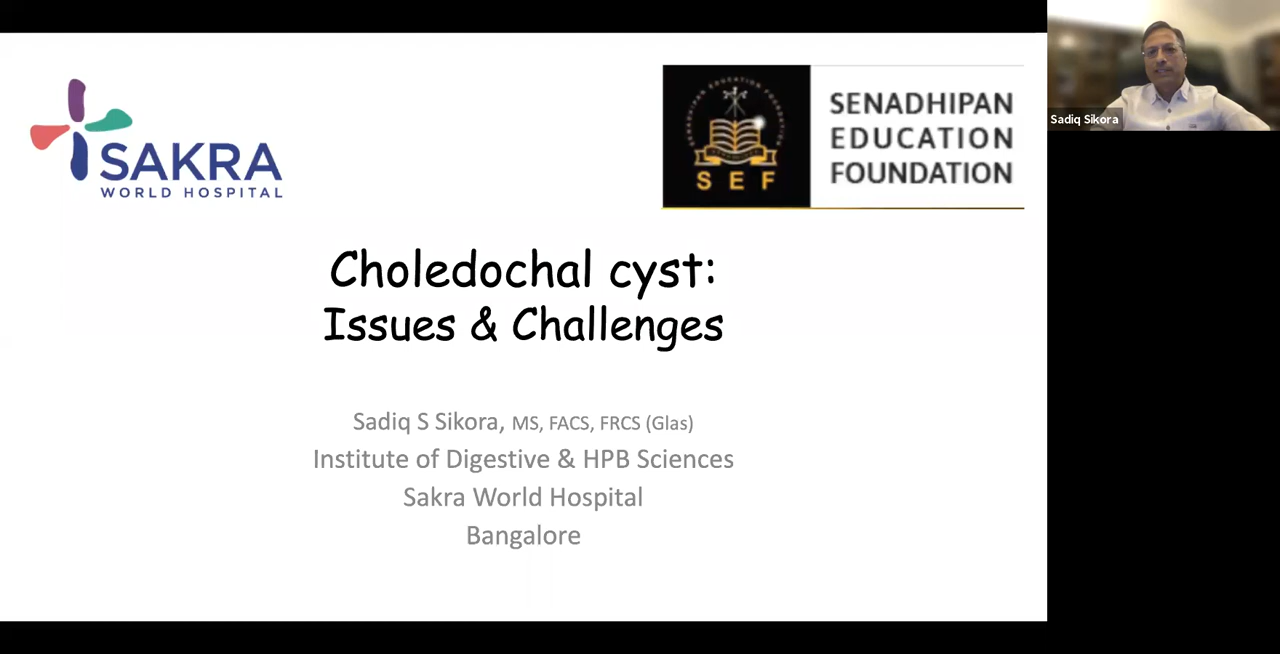 SAKRA
WORLD HOSPITAL
SEF
SENADHIPAN
EDUCATION
FOUNDATION
Sadiq Sikora
Choledochal cyst:
Issues & Challenges
Sadiq S Sikora, MS, FACS, FRCS (Glas)
Institute of Digestive & HPB Sciences
Sakra World Hospital
Bangalore